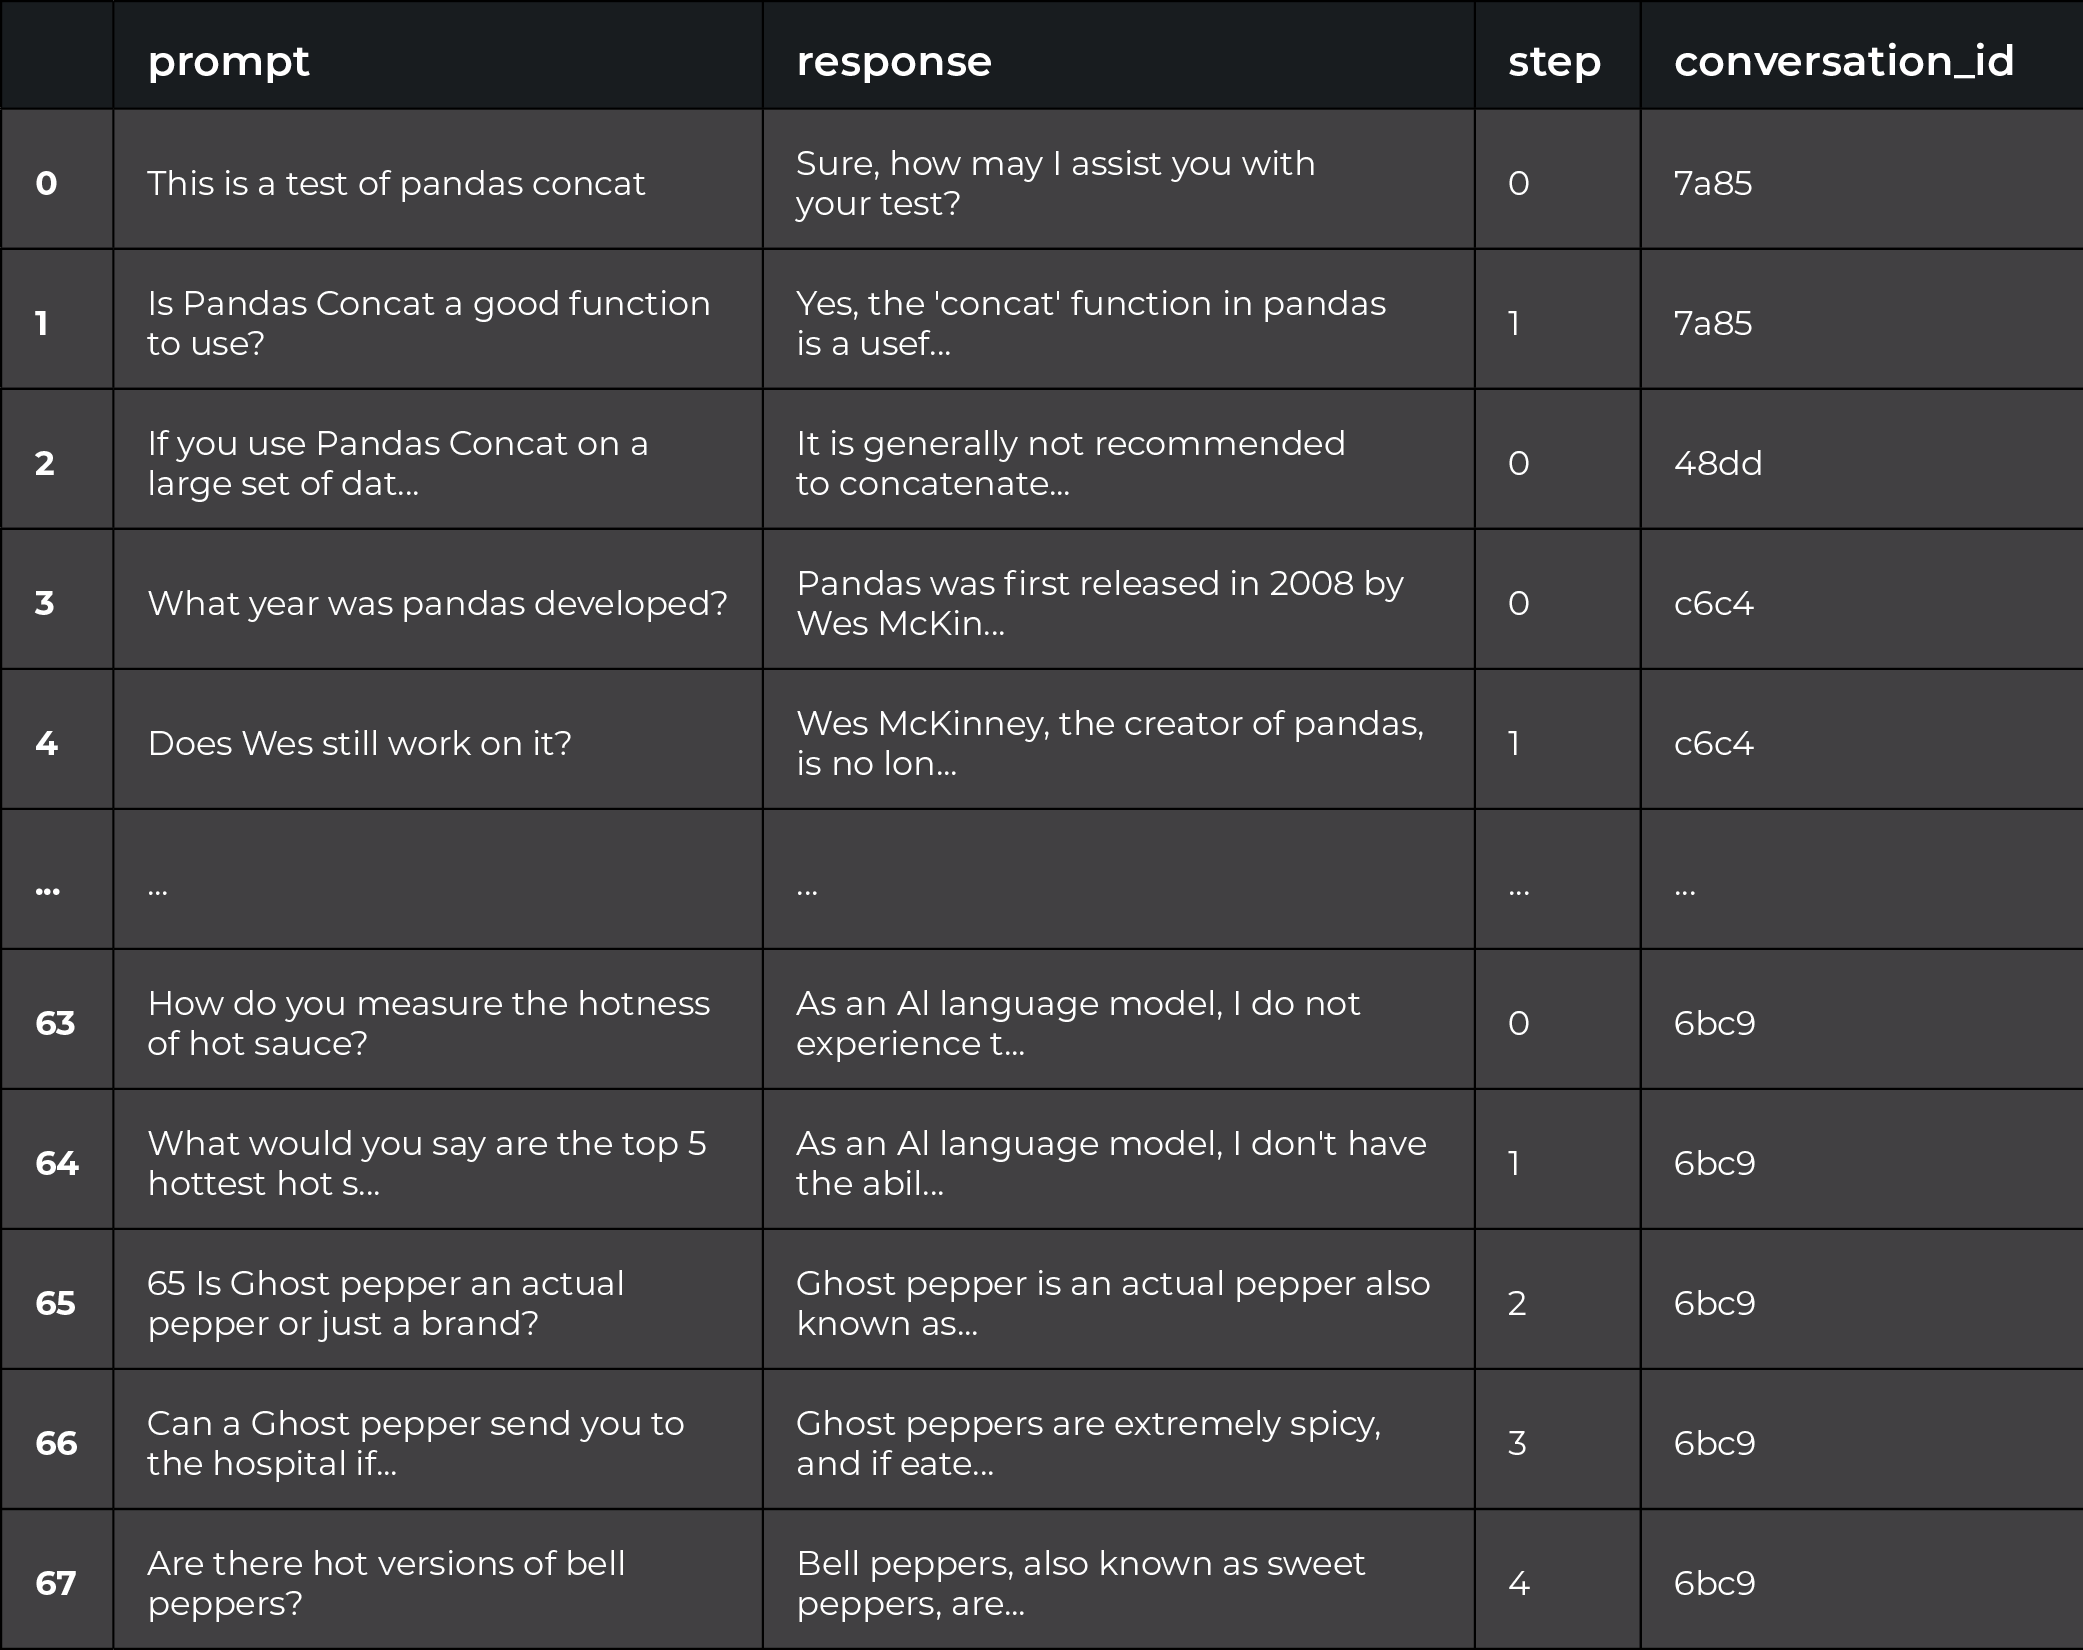 prompt response step conversation_id
0 This is a test of pandas concat Sure, how may I assist you with your test? 0 7a85
1 Is Pandas Concat a good function to use? Yes, the 'concat' function in pandas is a usef... 1 7a85
2 If you use Pandas Concat on a large set of dat... It is generally not recommended to concatenate... 0 48dd
3 What year was pandas developed? Pandas was first released in 2008 by Wes McKin... 0 c6c4
4 Does Wes still work on it? Wes McKinney, the creator of pandas, is no lon... 1 c6c4
... ... ... ... ...
63 How do you measure the hotness of hot sauce? As an AI language model, I do not experience t... 0 6bc9
64 What would you say are the top 5 hottest hot s... As an AI language model, I don't have the abil... 1 6bc9
65 65 Is Ghost pepper an actual pepper or just a brand? Ghost pepper is an actual pepper also known as... 2 6bc9
66 Can a Ghost pepper send you to the hospital if... Ghost peppers are extremely spicy, and if eate... 3 6bc9
67 Are there hot versions of bell peppers? Bell peppers, also known as sweet peppers, are... 4 6bc9